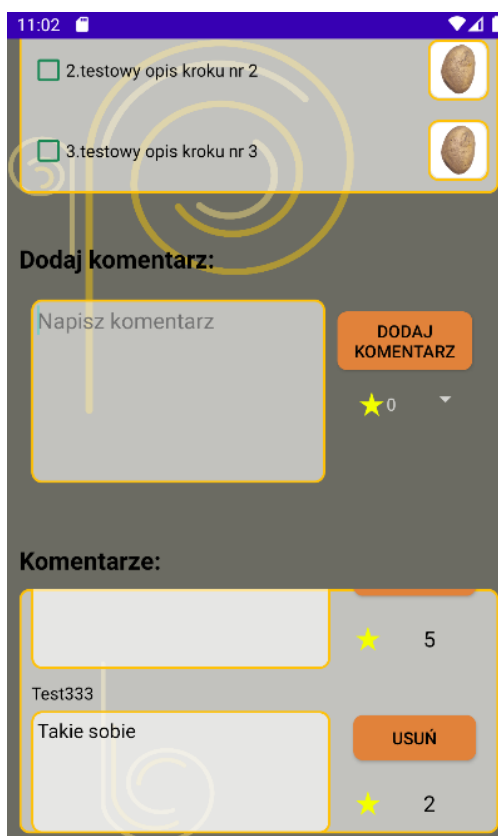 11:02
2.testowy opis kroku nr 2
3.testowy opis kroku nr 3
Dodaj komentarz:
Napisz komentarz
DODAJ
KOMENTARZ
0
Komentarze:
5
Test333
Takie sobie
USUŃ
2